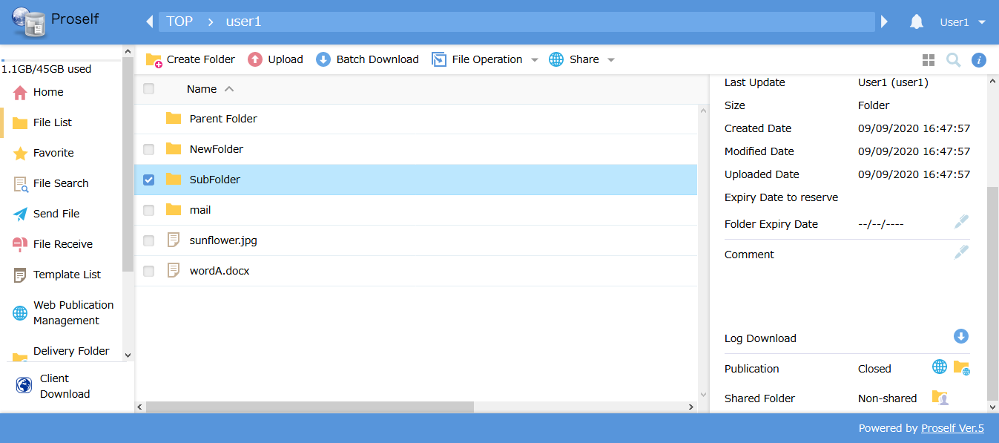 Proself
TOP > user1
User1
1.1GB/45GB used
Home
File List
Favorite
File Search
Send File
File Receive
Template List
Web Publication
Management
Delivery Folder
Client
Download
Create Folder
Upload
Batch Download
File Operation
Share
Name
Parent Folder
NewFolder
SubFolder
mail
sunflower.jpg
wordA.docx
Last Update User1 (user1)
Size Folder
Created Date 09/09/2020 16:47:57
Modified Date 09/09/2020 16:47:57
Uploaded Date 09/09/2020 16:47:57
Expiry Date to reserve
Folder Expiry Date --/--/----
Comment
Log Download
Publication Closed
Shared Folder Non-shared
Powered by Proself Ver.5